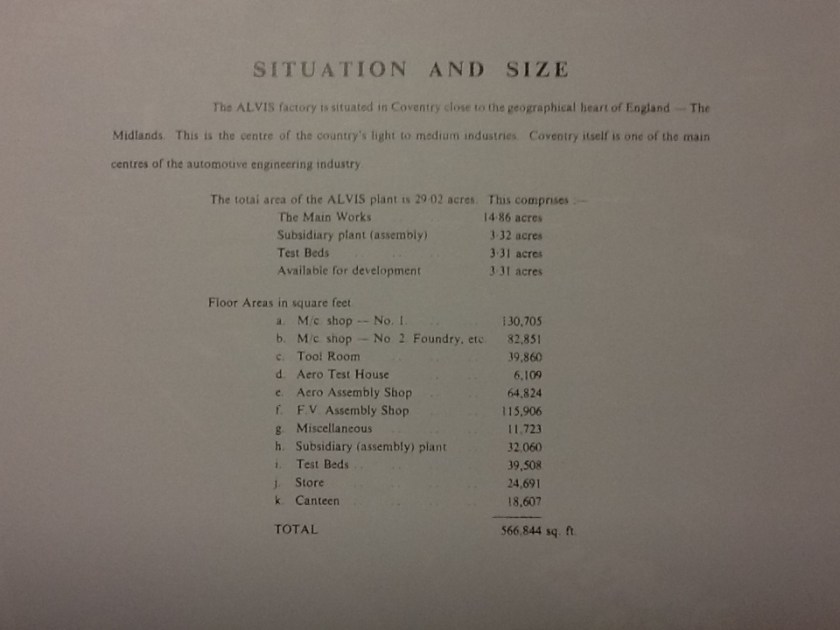 SITUATION AND SIZE
The ALVIS factory is situated in Coventry close to the geographical heart of England — The
Midlands. This is the centre of the country's light to medium industries. Coventry itself is one of the main
centres of the automotive engineering industry.
The total area of the ALVIS plant is 29·02 acres. This comprises :—
The Main Works 14·86 acres
Subsidiary plant (assembly) 3·32 acres
Test Beds 3·31 acres
Available for development 3·31 acres
Floor Areas in square feet
a. M/c. shop — No. 1 130,705
b. M/c. shop — No. 2. Foundry, etc. 82,851
c. Tool Room 39,860
d. Aero Test House 6,109
e. Aero Assembly Shop 64,824
f. F.V. Assembly Shop 115,906
g. Miscellaneous 11,723
h. Subsidiary (assembly) plant 32,060
i. Test Beds 39,508
j. Store 24,691
k. Canteen 18,607
TOTAL 566,844 sq. ft.